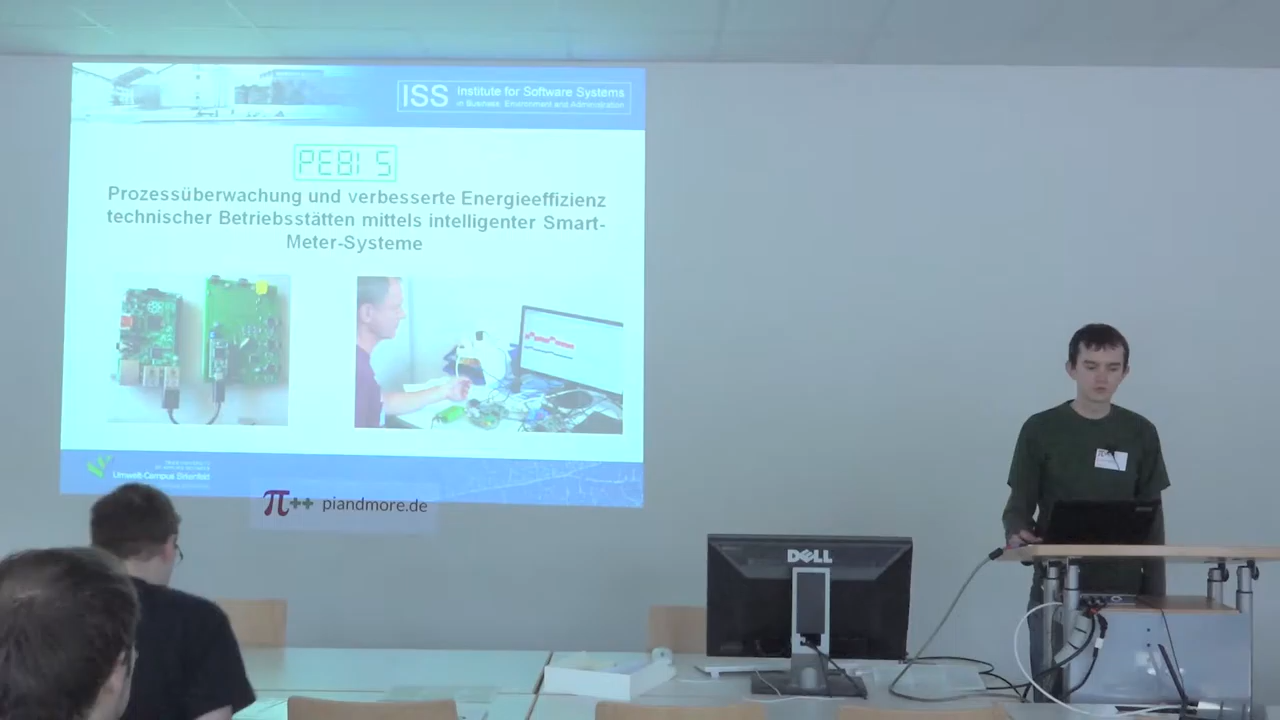 ISS Institute for Software Systems
in Business, Environment and Administration
PEBI S
Prozessüberwachung und verbesserte Energieeffizienz
technischer Betriebsstätten mittels intelligenter Smart-
Meter-Systeme
Umwelt-Campus Birkenfeld
π++ piandmore.de
DELL